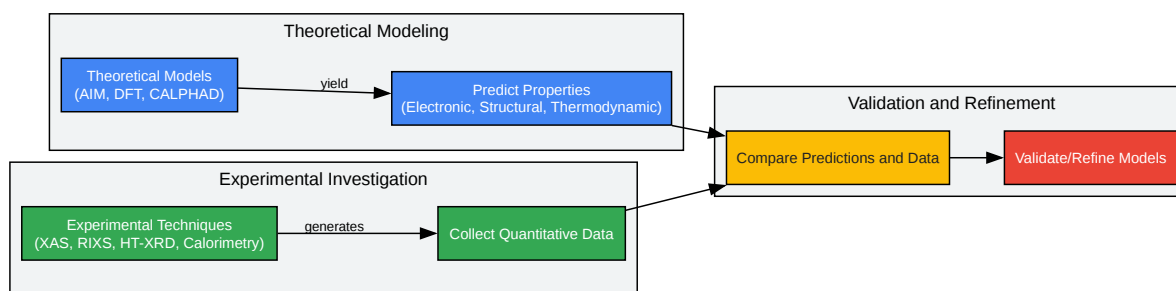 Theoretical Modeling
Theoretical Models
(AIM, DFT, CALPHAD)
yield
Predict Properties
(Electronic, Structural, Thermodynamic)
Experimental Investigation
Experimental Techniques
(XAS, RIXS, HT-XRD, Calorimetry)
generates
Collect Quantitative Data
Validation and Refinement
Compare Predictions and Data
Validate/Refine Models